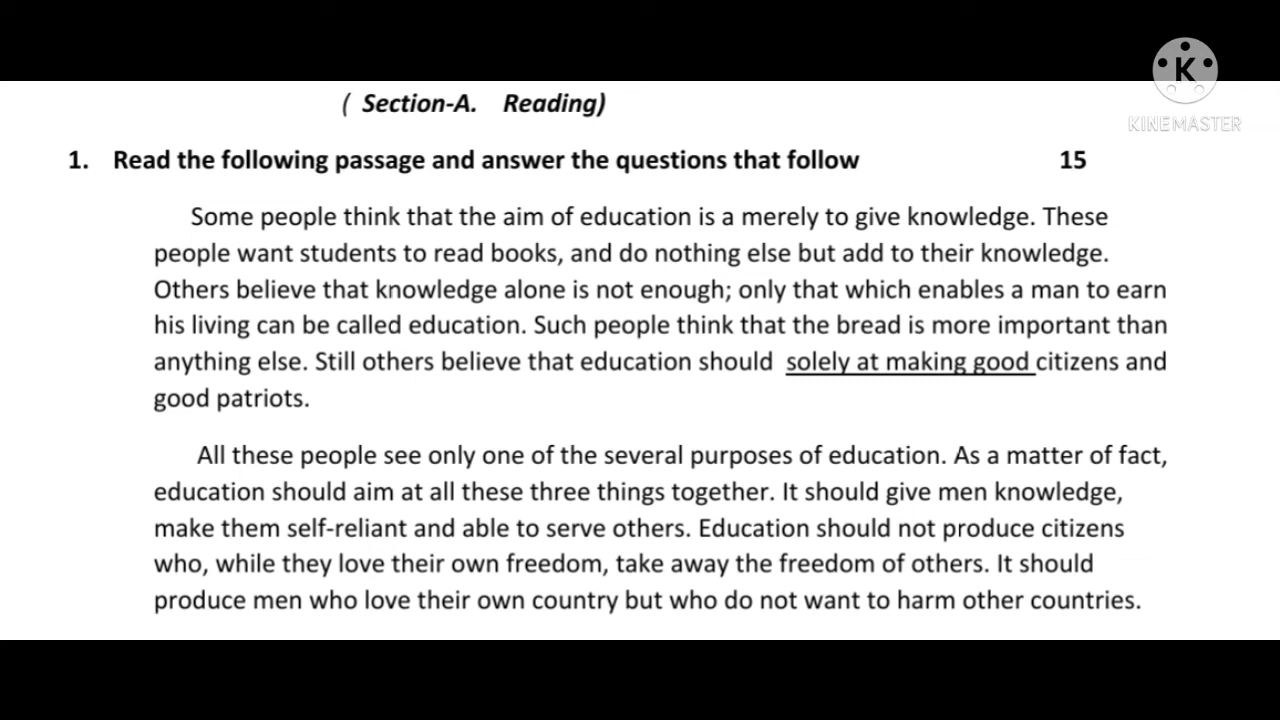 ( Section-A. Reading)
K
KINEMASTER
1. Read the following passage and answer the questions that follow 15
Some people think that the aim of education is a merely to give knowledge. These
people want students to read books, and do nothing else but add to their knowledge.
Others believe that knowledge alone is not enough; only that which enables a man to earn
his living can be called education. Such people think that the bread is more important than
anything else. Still others believe that education should solely at making good citizens and
good patriots.
All these people see only one of the several purposes of education. As a matter of fact,
education should aim at all these three things together. It should give men knowledge,
make them self-reliant and able to serve others. Education should not produce citizens
who, while they love their own freedom, take away the freedom of others. It should
produce men who love their own country but who do not want to harm other countries.